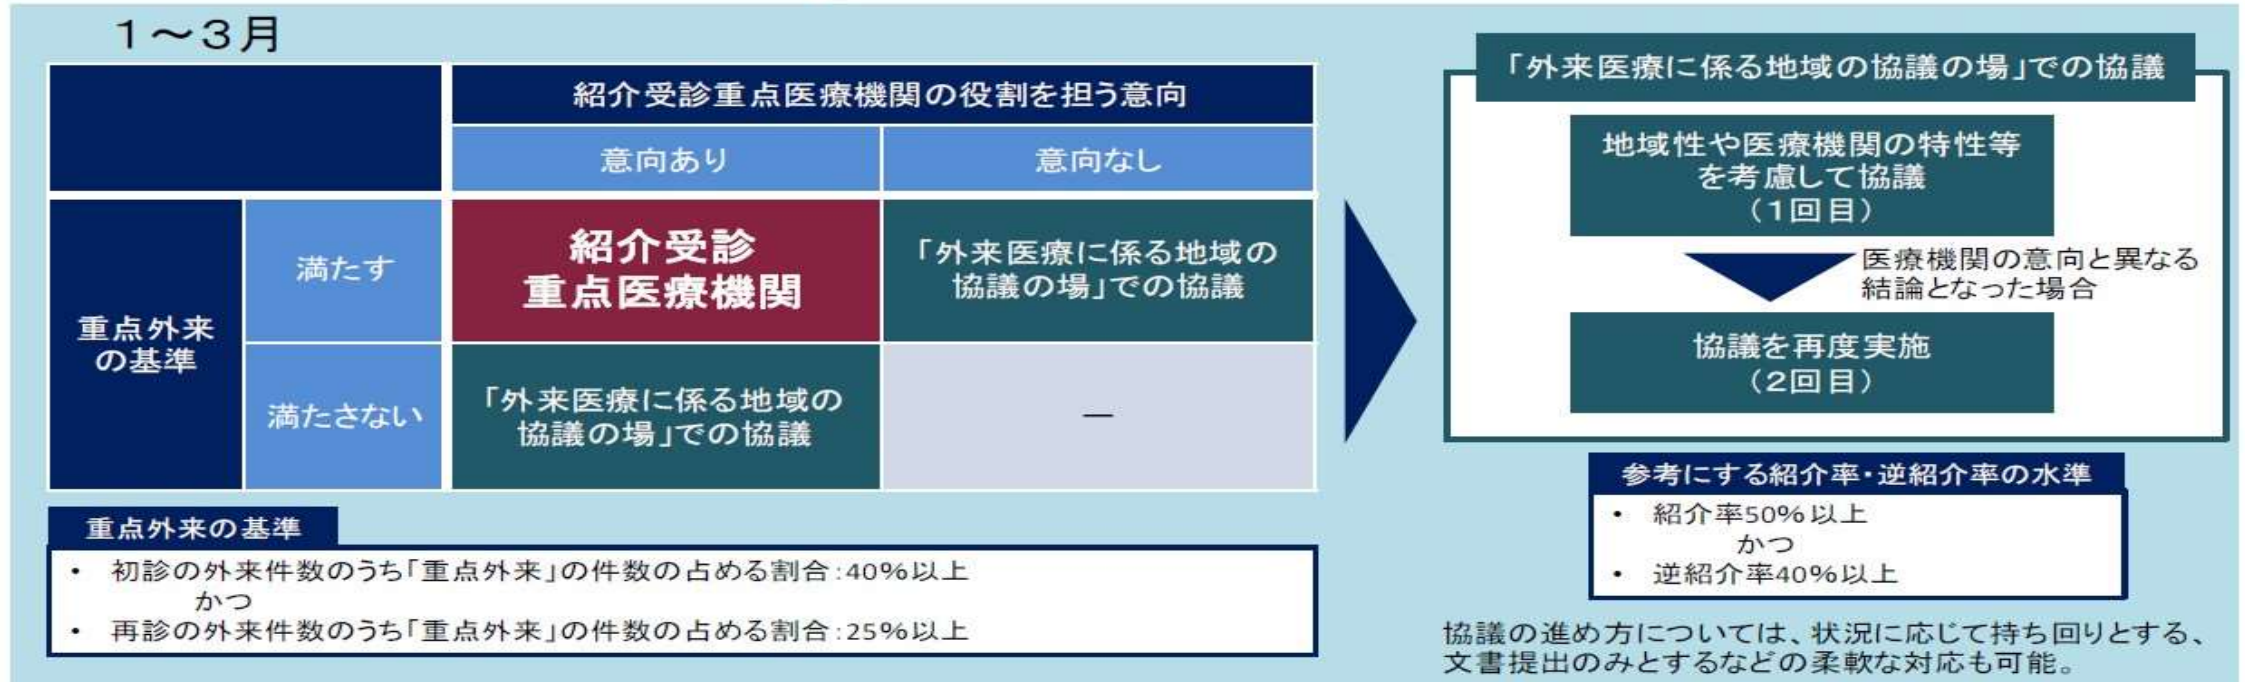 １～３月
紹介受診重点医療機関の役割を担う意向
意向あり
意向なし
重点外来
の基準
満たす
紹介受診
重点医療機関
「外来医療に係る地域の
協議の場」での協議
満たさない
「外来医療に係る地域の
協議の場」での協議
―
重点外来の基準
・ 初診の外来件数のうち「重点外来」の件数の占める割合：40％以上
かつ
・ 再診の外来件数のうち「重点外来」の件数の占める割合：25％以上
「外来医療に係る地域の協議の場」での協議
地域性や医療機関の特性等
を考慮して協議
（１回目）
医療機関の意向と異なる
結論となった場合
協議を再度実施
（２回目）
参考にする紹介率・逆紹介率の水準
・ 紹介率50％以上
かつ
・ 逆紹介率40％以上
協議の進め方については、状況に応じて持ち回りとする、
文書提出のみとするなどの柔軟な対応も可能。